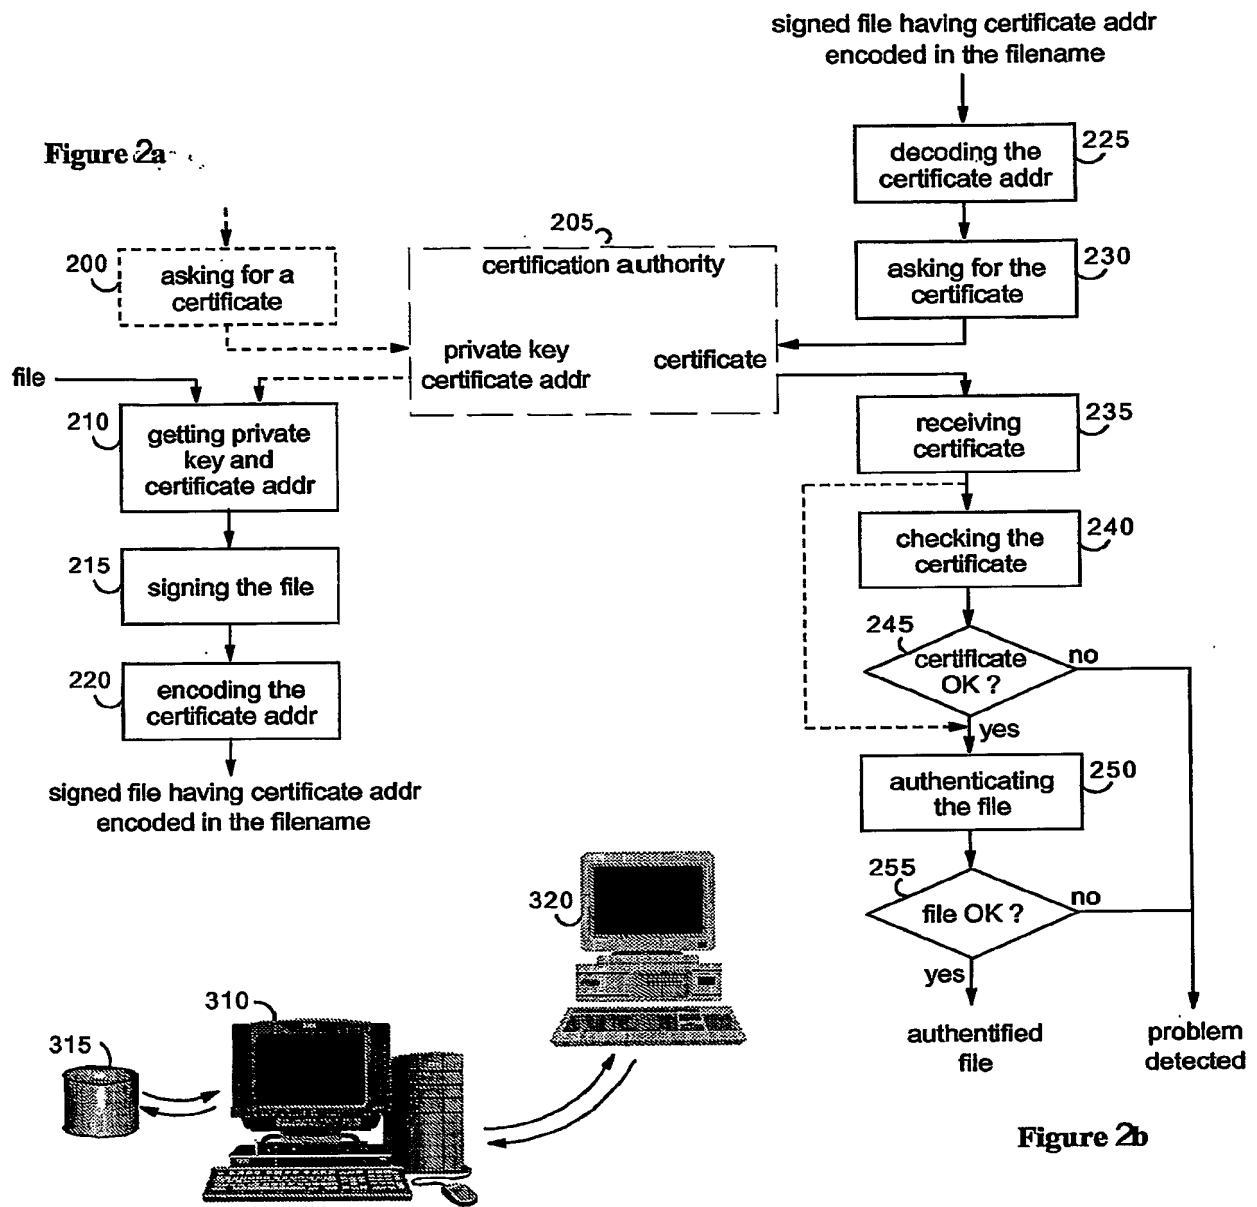 Figure 2a
200
asking for a
certificate
205
certification authority
private key
certificate addr
certificate
file
210
getting private
key and
certificate addr
215
signing the file
220
encoding the
certificate addr
signed file having certificate addr
encoded in the filename
signed file having certificate addr
encoded in the filename
225
decoding the
certificate addr
230
asking for the
certificate
235
receiving
certificate
240
checking the
certificate
245
certificate
OK ?
no
yes
250
authenticating
the file
255
file OK ?
no
yes
authentified
file
problem
detected
Figure 2b
310
315
320